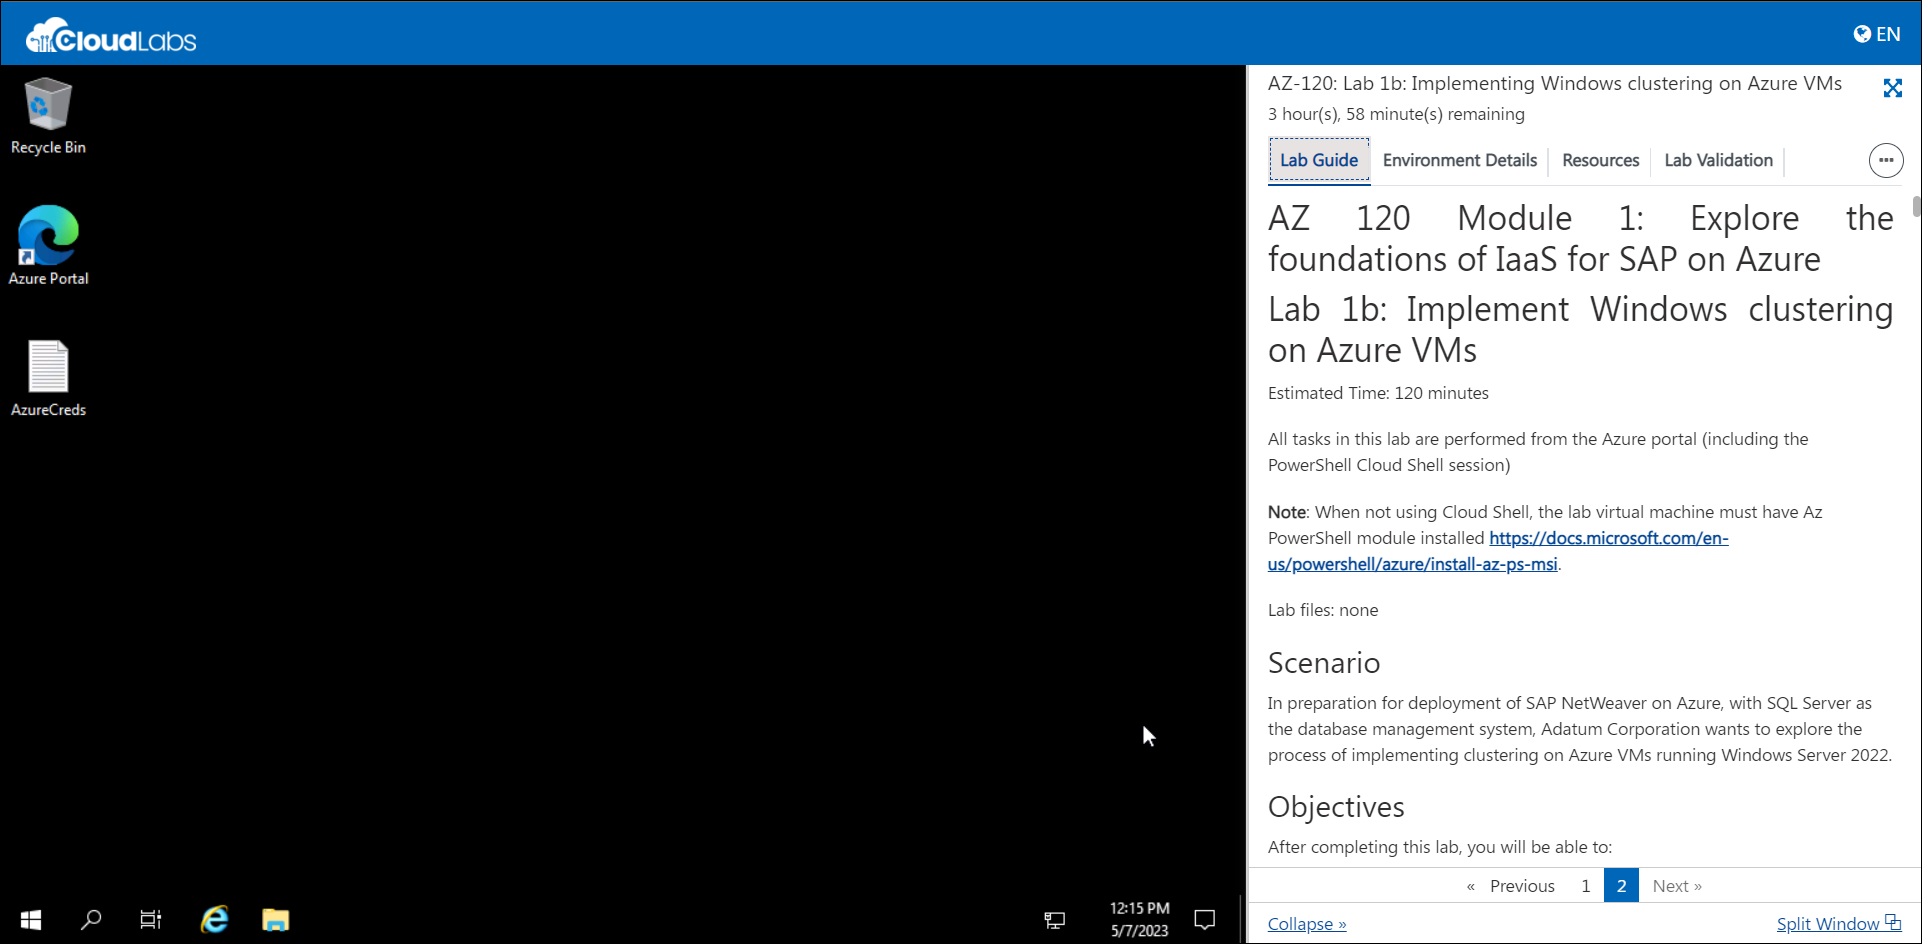 CloudLabs
EN
Recycle Bin
Azure Portal
AzureCreds
12:15 PM
5/7/2023
AZ-120: Lab 1b: Implementing Windows clustering on Azure VMs
3 hour(s), 58 minute(s) remaining
Lab Guide
Environment Details
Resources
Lab Validation
AZ 120 Module 1: Explore the
foundations of IaaS for SAP on Azure
Lab 1b: Implement Windows clustering
on Azure VMs
Estimated Time: 120 minutes
All tasks in this lab are performed from the Azure portal (including the
PowerShell Cloud Shell session)
Note: When not using Cloud Shell, the lab virtual machine must have Az
PowerShell module installed https://docs.microsoft.com/en-
us/powershell/azure/install-az-ps-msi.
Lab files: none
Scenario
In preparation for deployment of SAP NetWeaver on Azure, with SQL Server as
the database management system, Adatum Corporation wants to explore the
process of implementing clustering on Azure VMs running Windows Server 2022.
Objectives
After completing this lab, you will be able to:
« Previous 1 2 Next »
Collapse »
Split Window